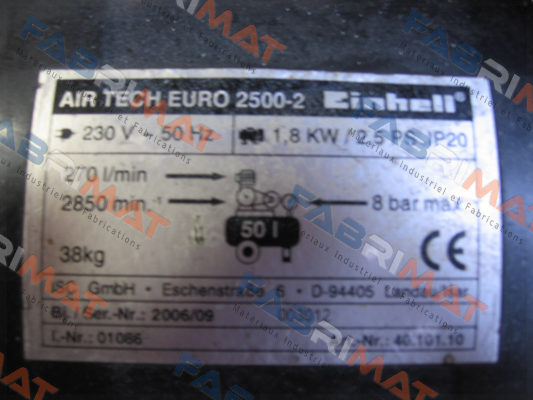 AIR TECH EURO 2500-2 Einhell
230 V 50 Hz 1,8 KW / 2,5 PS IP20
270 l/min
2850 min. 8 bar max
50 l
38kg CE
ISC GmbH • Eschenstraße 6 • D-94405 Landau/Isar
Bj. / Ser.-Nr.: 2006/09
I.-Nr.: 01086 40.101.10
FABRIMAT
Materiaux Industriel et Fabrications